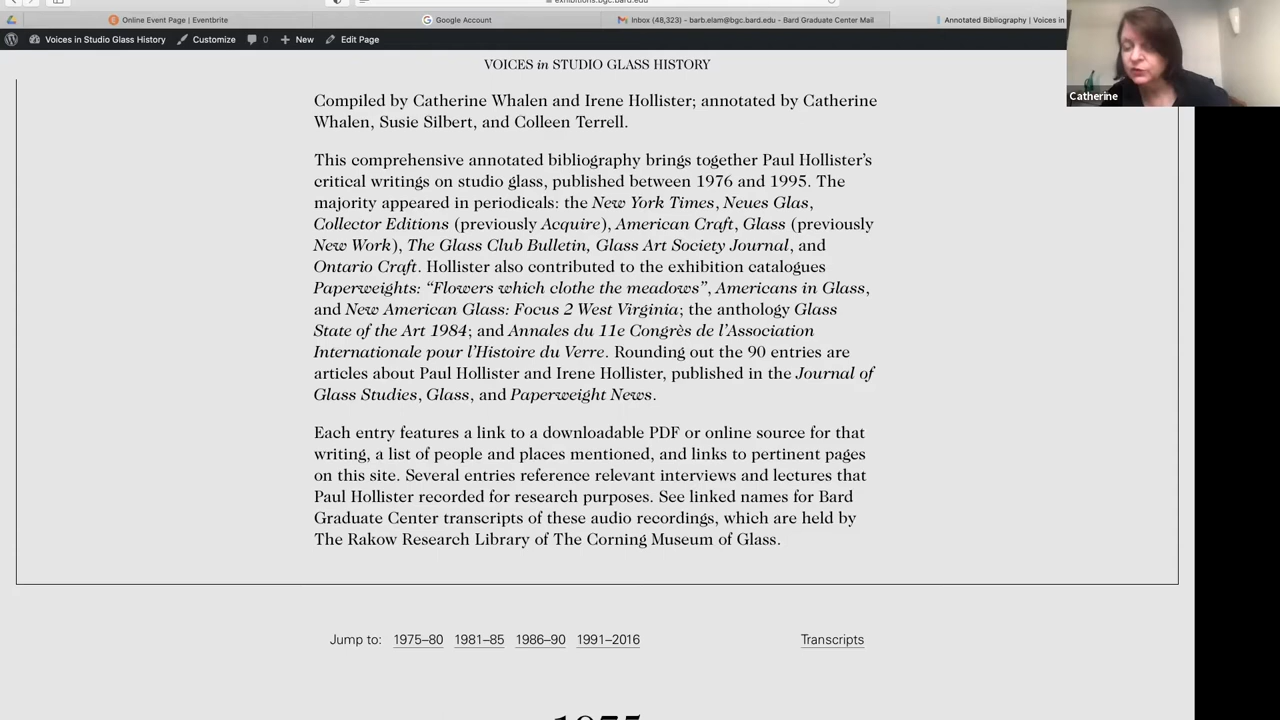 exhibitions.bgc.bard.edu
Online Event Page | Eventbrite
Google Account
Inbox (48,323) - barb.elam@bgc.bard.edu - Bard Graduate Center Mail
Annotated Bibliography | Voices in
Voices in Studio Glass History
Customize
0
New
Edit Page
Catherine
VOICES in STUDIO GLASS HISTORY
Compiled by Catherine Whalen and Irene Hollister; annotated by Catherine
Whalen, Susie Silbert, and Colleen Terrell.
This comprehensive annotated bibliography brings together Paul Hollister’s
critical writings on studio glass, published between 1976 and 1995. The
majority appeared in periodicals: the New York Times, Neues Glas,
Collector Editions (previously Acquire), American Craft, Glass (previously
New Work), The Glass Club Bulletin, Glass Art Society Journal, and
Ontario Craft. Hollister also contributed to the exhibition catalogues
Paperweights: “Flowers which clothe the meadows”, Americans in Glass,
and New American Glass: Focus 2 West Virginia; the anthology Glass
State of the Art 1984; and Annales du 11e Congrès de l’Association
Internationale pour l’Histoire du Verre. Rounding out the 90 entries are
articles about Paul Hollister and Irene Hollister, published in the Journal of
Glass Studies, Glass, and Paperweight News.
Each entry features a link to a downloadable PDF or online source for that
writing, a list of people and places mentioned, and links to pertinent pages
on this site. Several entries reference relevant interviews and lectures that
Paul Hollister recorded for research purposes. See linked names for Bard
Graduate Center transcripts of these audio recordings, which are held by
The Rakow Research Library of The Corning Museum of Glass.
Jump to: 1975–80 1981–85 1986–90 1991–2016 Transcripts
1975